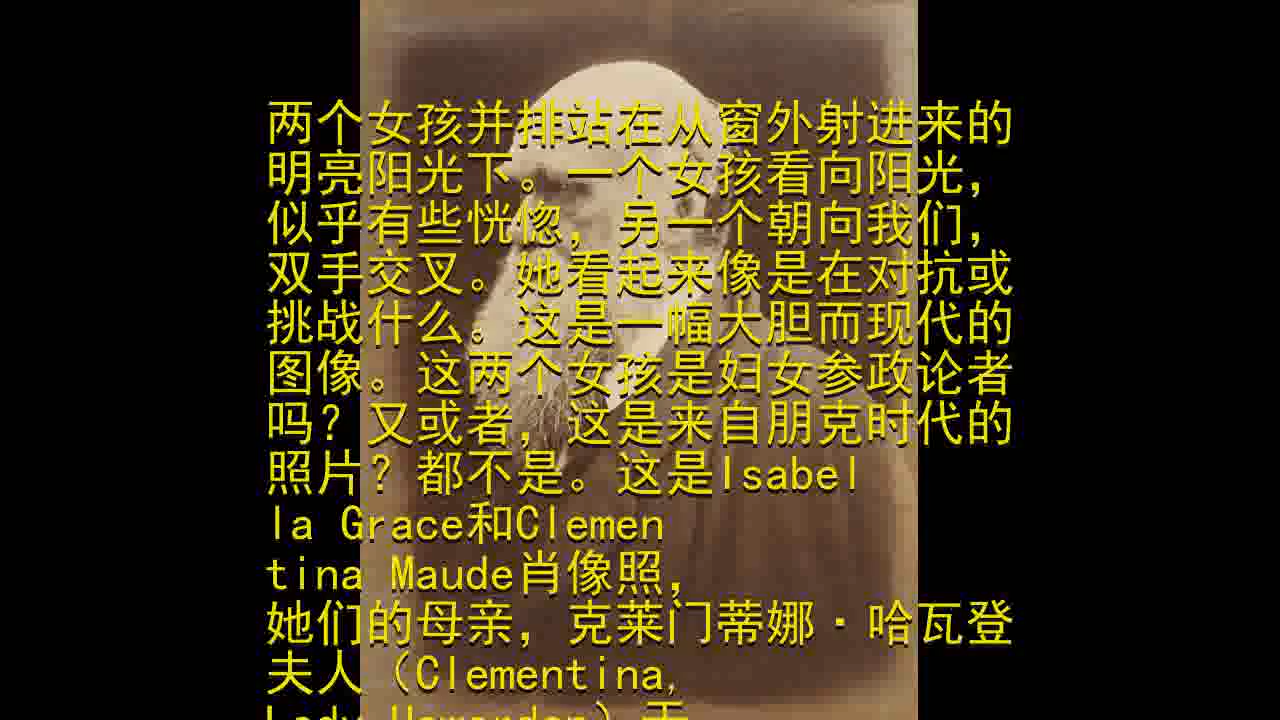 两个女孩并排站在从窗外射进来的
明亮阳光下。一个女孩看向阳光，
似乎有些恍惚，另一个朝向我们，
双手交叉。她看起来像是在对抗或
挑战什么。这是一幅大胆而现代的
图像。这两个女孩是妇女参政论者
吗？又或者，这是来自朋克时代的
照片？都不是。这是Isabel
la Grace和Clemen
tina Maude肖像照，
她们的母亲，克莱门蒂娜·哈瓦登
夫人（Clementina,